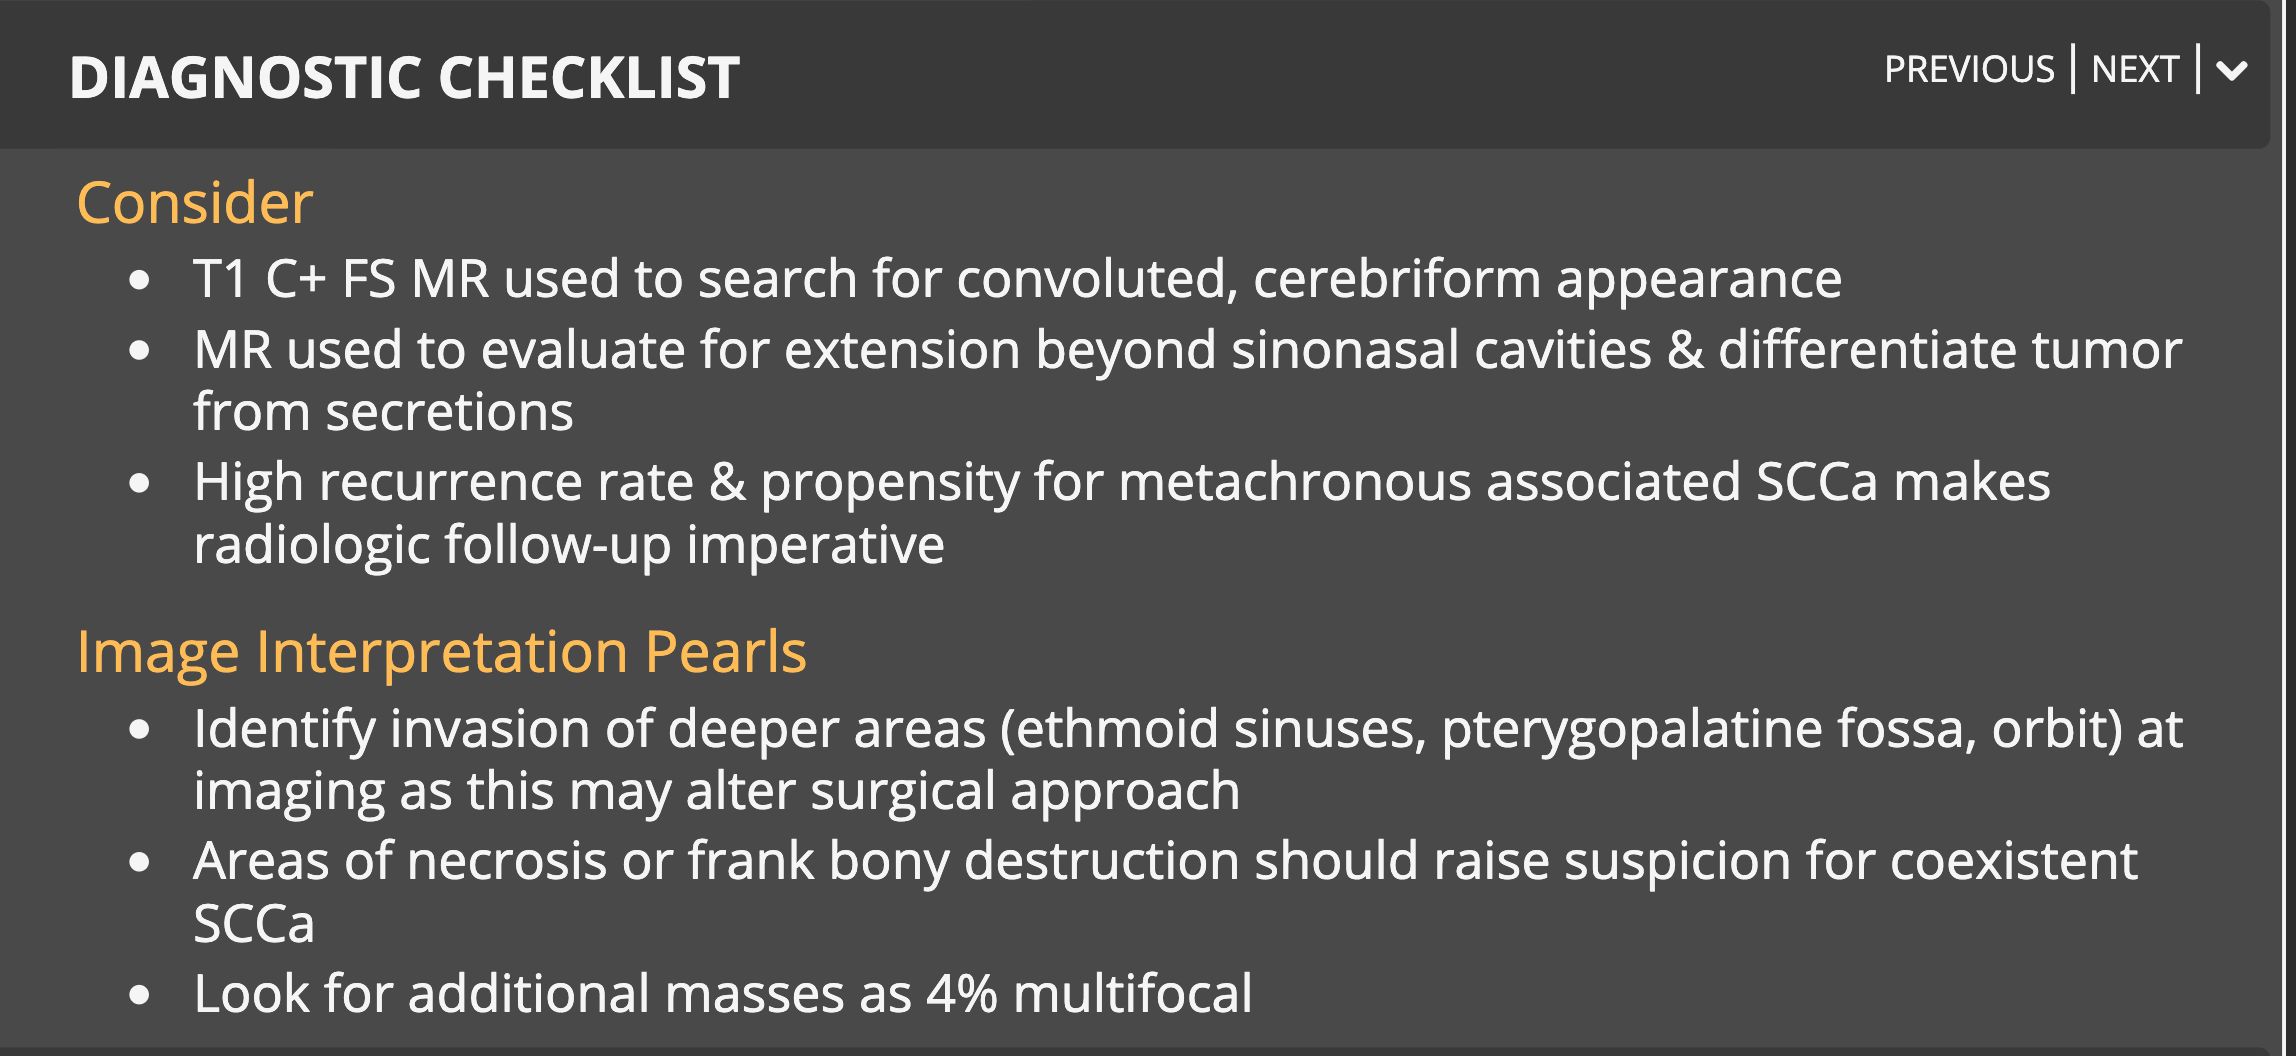 DIAGNOSTIC CHECKLIST
PREVIOUS | NEXT |
Consider
• T1 C+ FS MR used to search for convoluted, cerebriform appearance
• MR used to evaluate for extension beyond sinonasal cavities & differentiate tumor
from secretions
• High recurrence rate & propensity for metachronous associated SCCa makes
radiologic follow-up imperative
Image Interpretation Pearls
• Identify invasion of deeper areas (ethmoid sinuses, pterygopalatine fossa, orbit) at
imaging as this may alter surgical approach
• Areas of necrosis or frank bony destruction should raise suspicion for coexistent
SCCa
• Look for additional masses as 4% multifocal